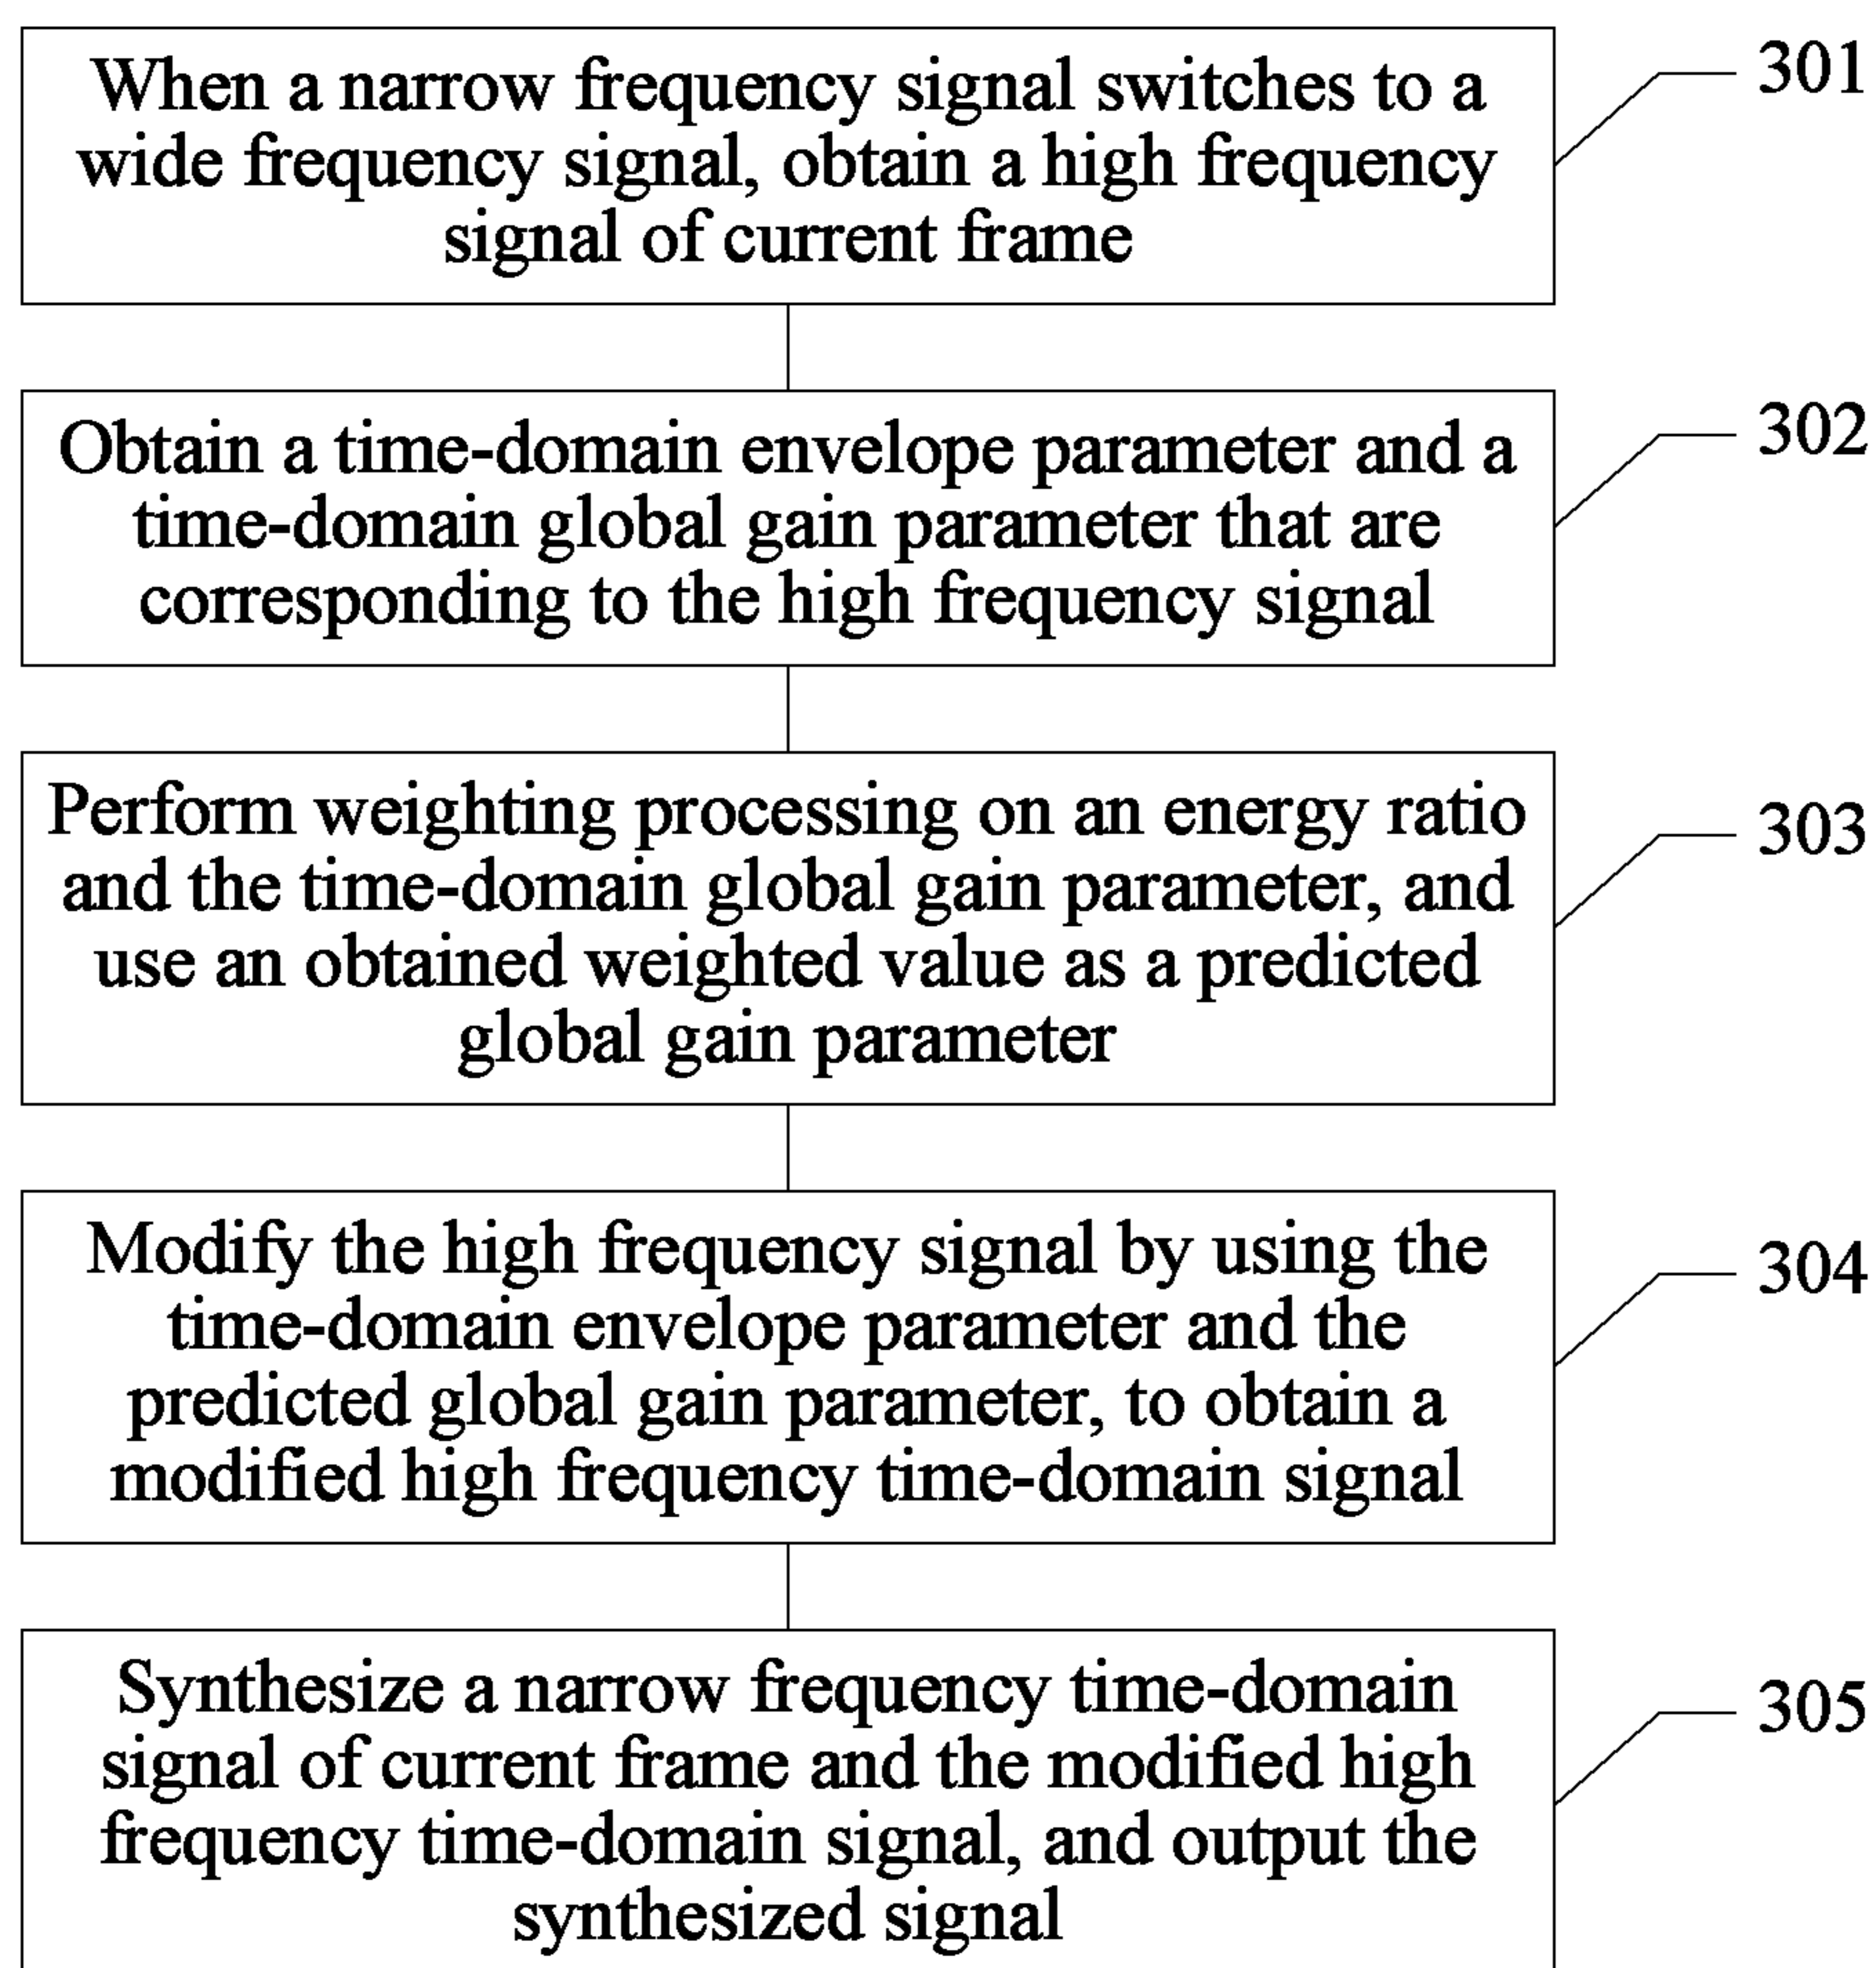 When a narrow frequency signal switches to a
wide frequency signal, obtain a high frequency
signal of current frame
301
Obtain a time-domain envelope parameter and a
time-domain global gain parameter that are
corresponding to the high frequency signal
302
Perform weighting processing on an energy ratio
and the time-domain global gain parameter, and
use an obtained weighted value as a predicted
global gain parameter
303
Modify the high frequency signal by using the
time-domain envelope parameter and the
predicted global gain parameter, to obtain a
modified high frequency time-domain signal
304
Synthesize a narrow frequency time-domain
signal of current frame and the modified high
frequency time-domain signal, and output the
synthesized signal
305